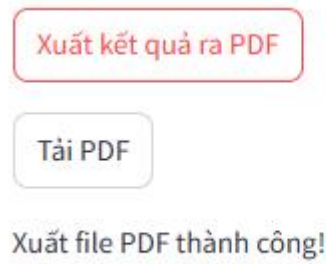 Xuất kết quả ra PDF
Tải PDF
Xuất file PDF thành công!